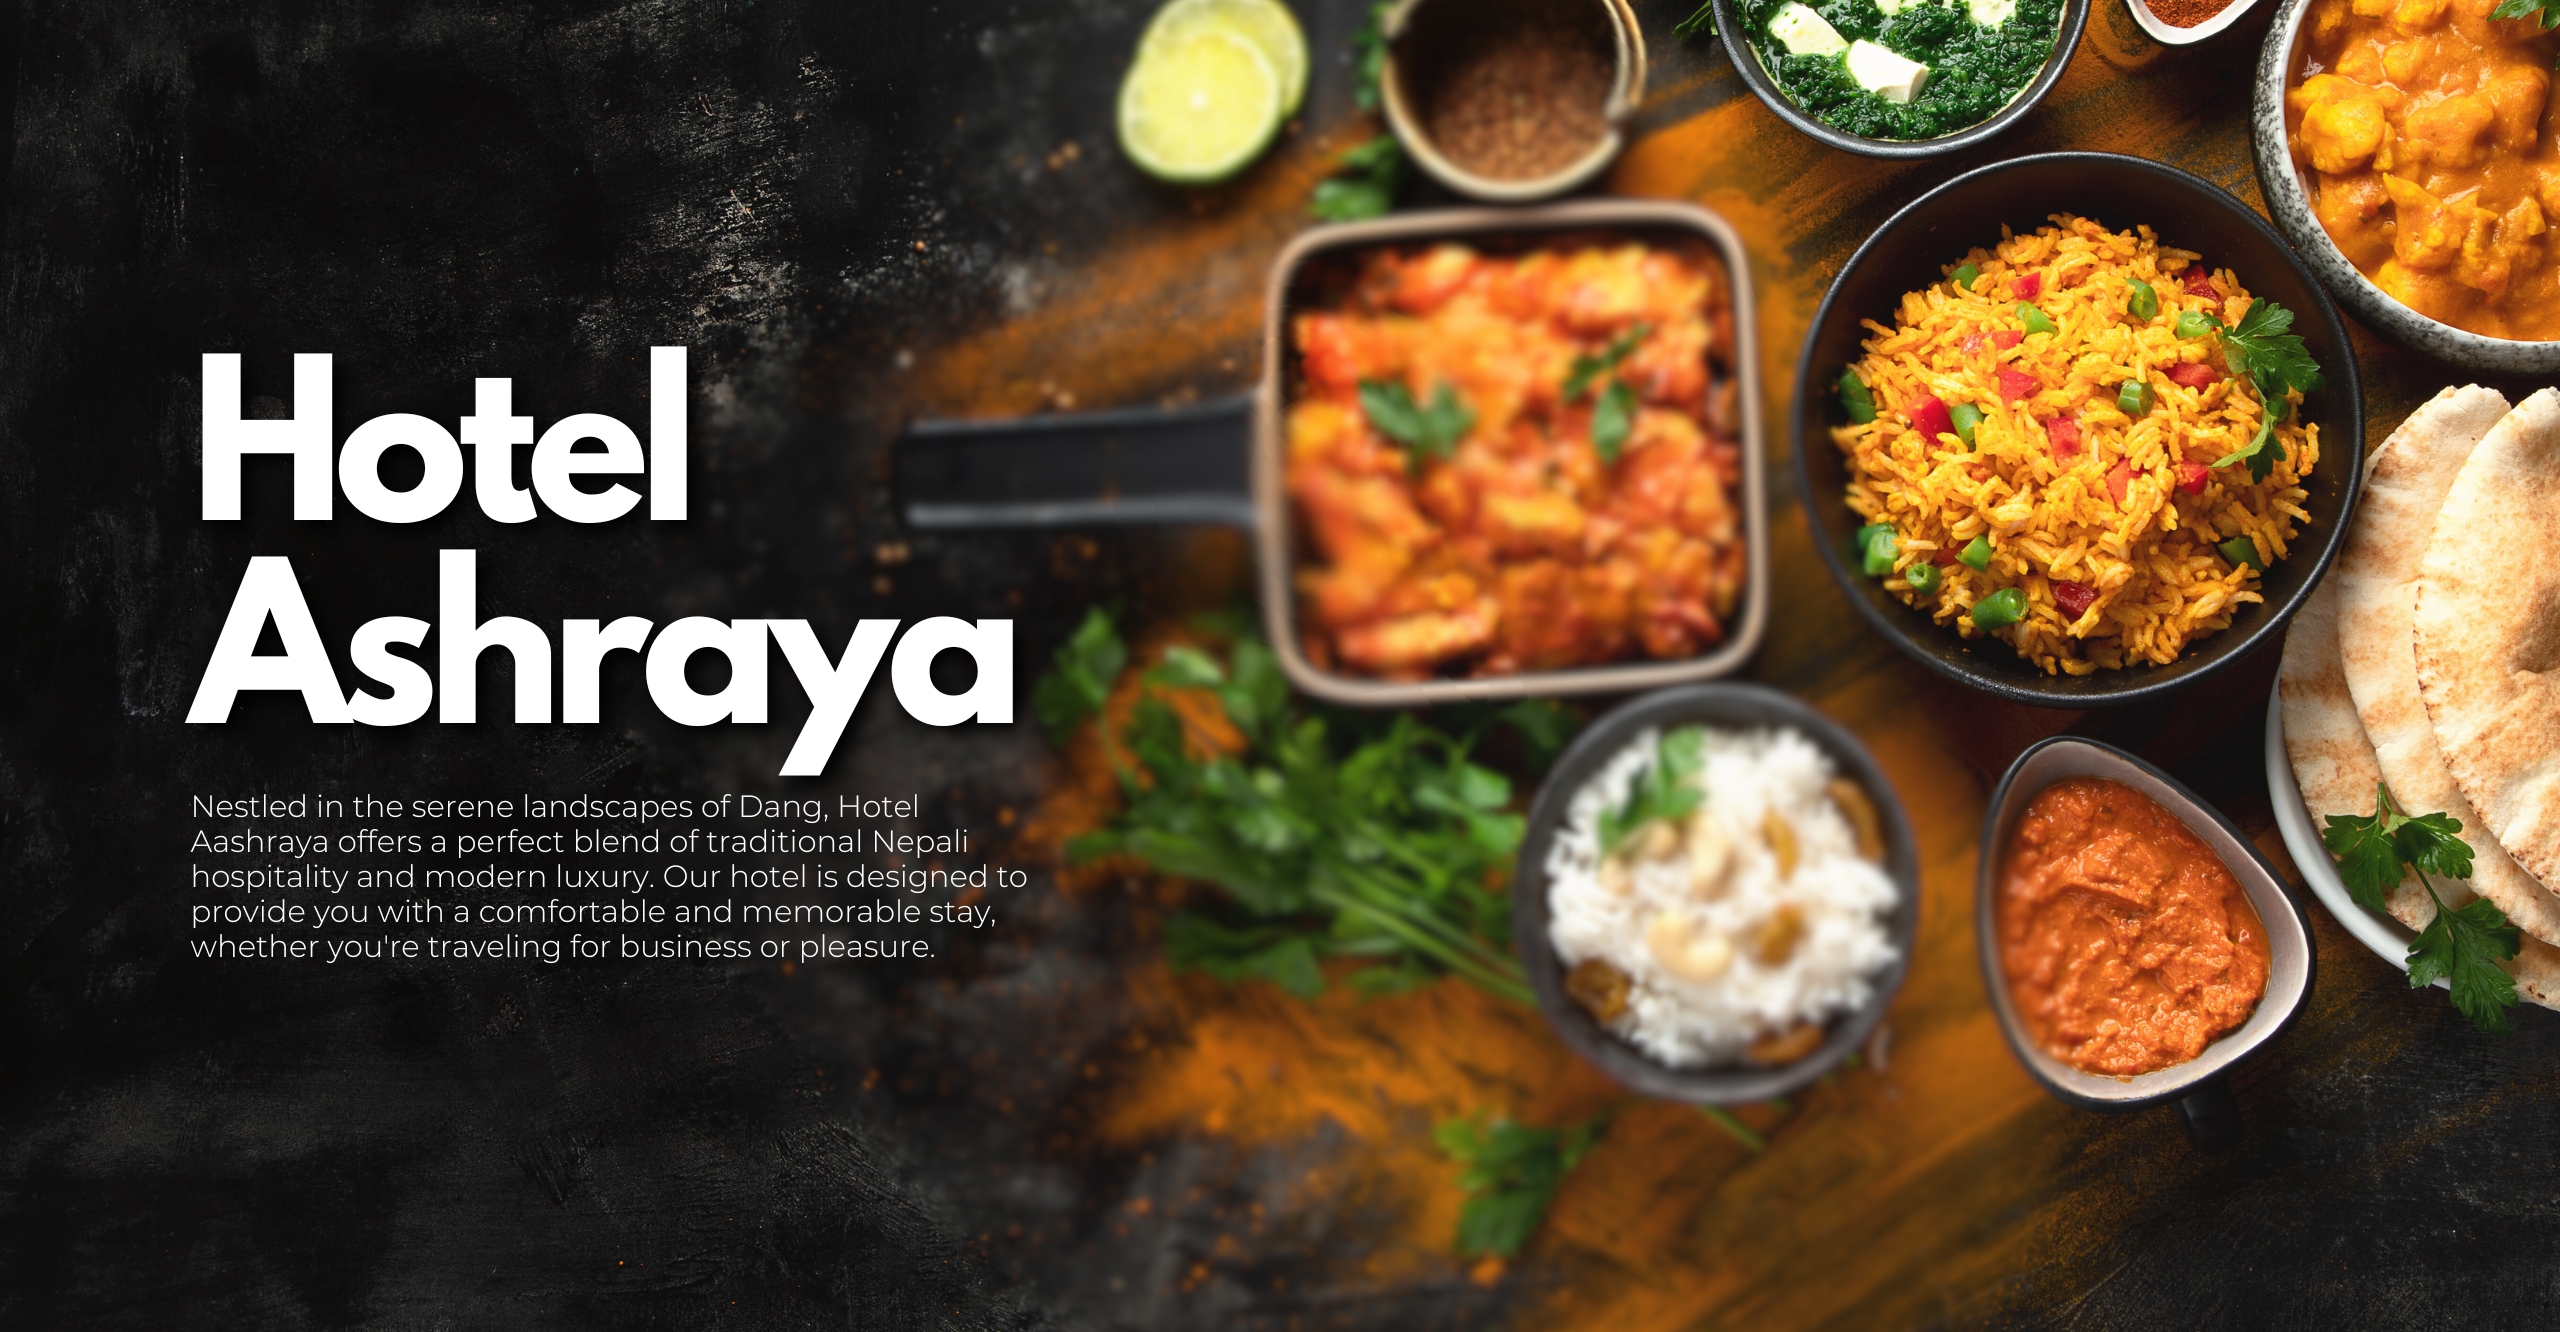 Hotel
Ashraya
Nestled in the serene landscapes of Dang, Hotel
Aashraya offers a perfect blend of traditional Nepali
hospitality and modern luxury. Our hotel is designed to
provide you with a comfortable and memorable stay,
whether you're traveling for business or pleasure.